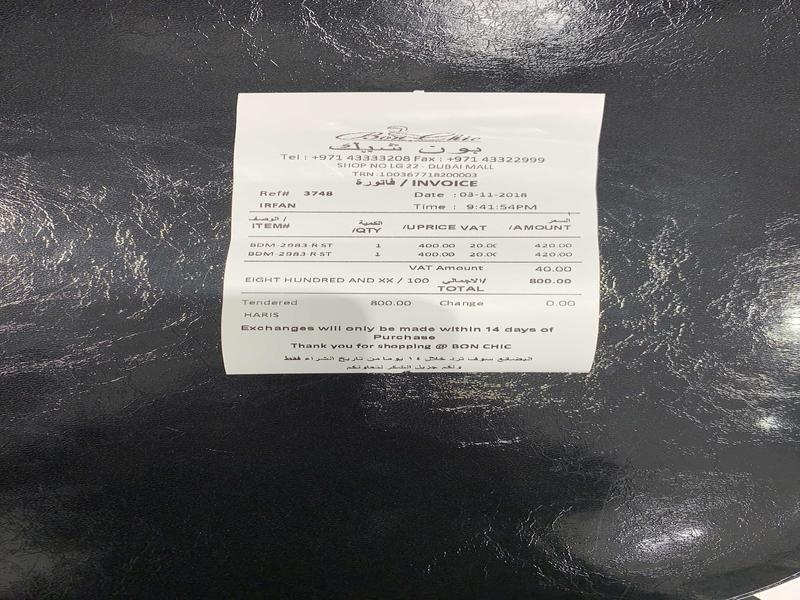 Bon Chic
بون شيك
Tel : +971 43333208 Fax : +971 43322999
SHOP NO LG 22 - DUBAI MALL
TRN :100367718200003
فاتورة / INVOICE
Ref# 3748 Date : 03-11-2018
IRFAN Time : 9:41:54PM
الوصف / الكمية السعر
ITEM# /QTY /UPRICE VAT /AMOUNT
BDM-2983-R-ST 1 400.00 20.00 420.00
BDM-2983-R-ST 1 400.00 20.00 420.00
VAT Amount 40.00
EIGHT HUNDRED AND XX / 100 الاجمالي/ 800.00
TOTAL
Tendered 800.00 Change 0.00
HARIS
Exchanges will only be made within 14 days of
Purchase
Thank you for shopping @ BON CHIC
البضائع سوف ترد خلال ١٤ يوما من تاريخ الشراء فقط
ولكم جزيل الشكر لتعاونكم